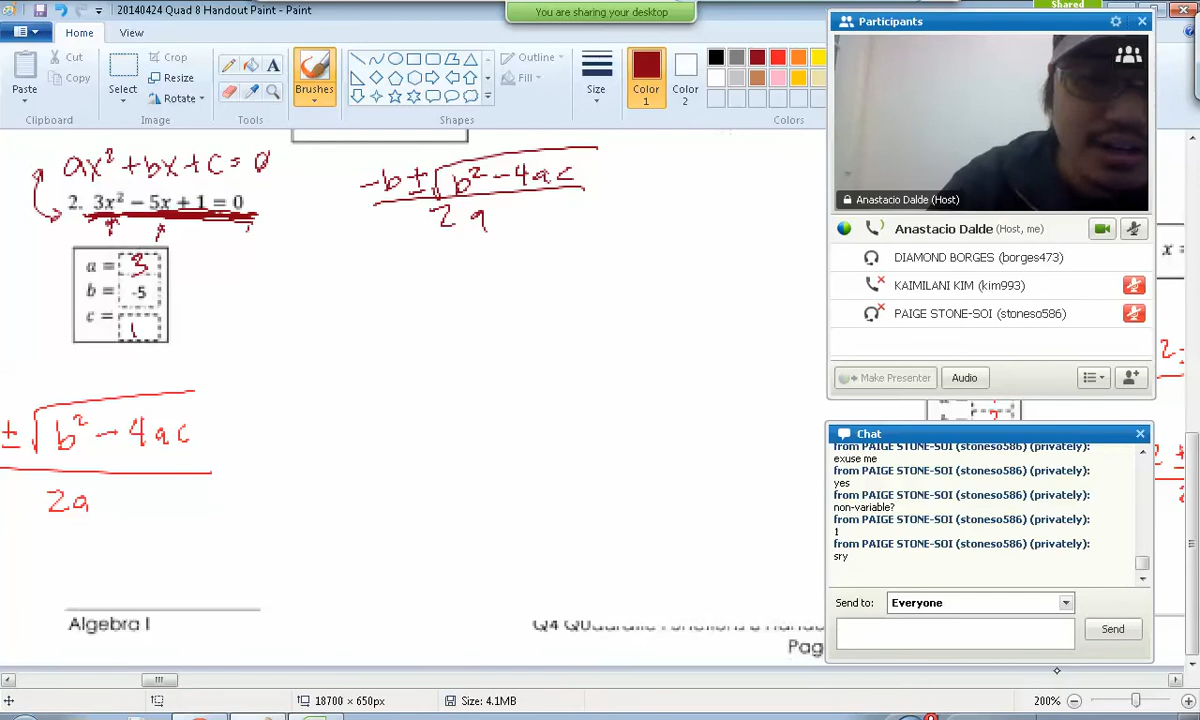 20140424 Quad 8 Handout Paint - Paint
You are sharing your desktop
Shared
Home
View
Paste
Cut
Copy
Clipboard
Select
Crop
Resize
Rotate
Image
Tools
Brushes
Outline
Fill
Shapes
Size
Color 1
Color 2
Colors
ax² + bx + c = 0
2. 3x² − 5x + 1 = 0
a = 3
b = -5
c = 1
-b ± √b² − 4ac
2a
± √b² − 4ac
2a
Algebra I
Participants
Anastacio Dalde (Host)
Anastacio Dalde (Host, me)
DIAMOND BORGES (borges473)
KAIMILANI KIM (kim993)
PAIGE STONE-SOI (stoneso586)
Make Presenter
Audio
x =
Chat
from PAIGE STONE-SOI (stoneso586) (privately):
exuse me
from PAIGE STONE-SOI (stoneso586) (privately):
yes
from PAIGE STONE-SOI (stoneso586) (privately):
non-variable?
from PAIGE STONE-SOI (stoneso586) (privately):
1
from PAIGE STONE-SOI (stoneso586) (privately):
sry
Send to:
Everyone
Send
18700 × 650px
Size: 4.1MB
200%